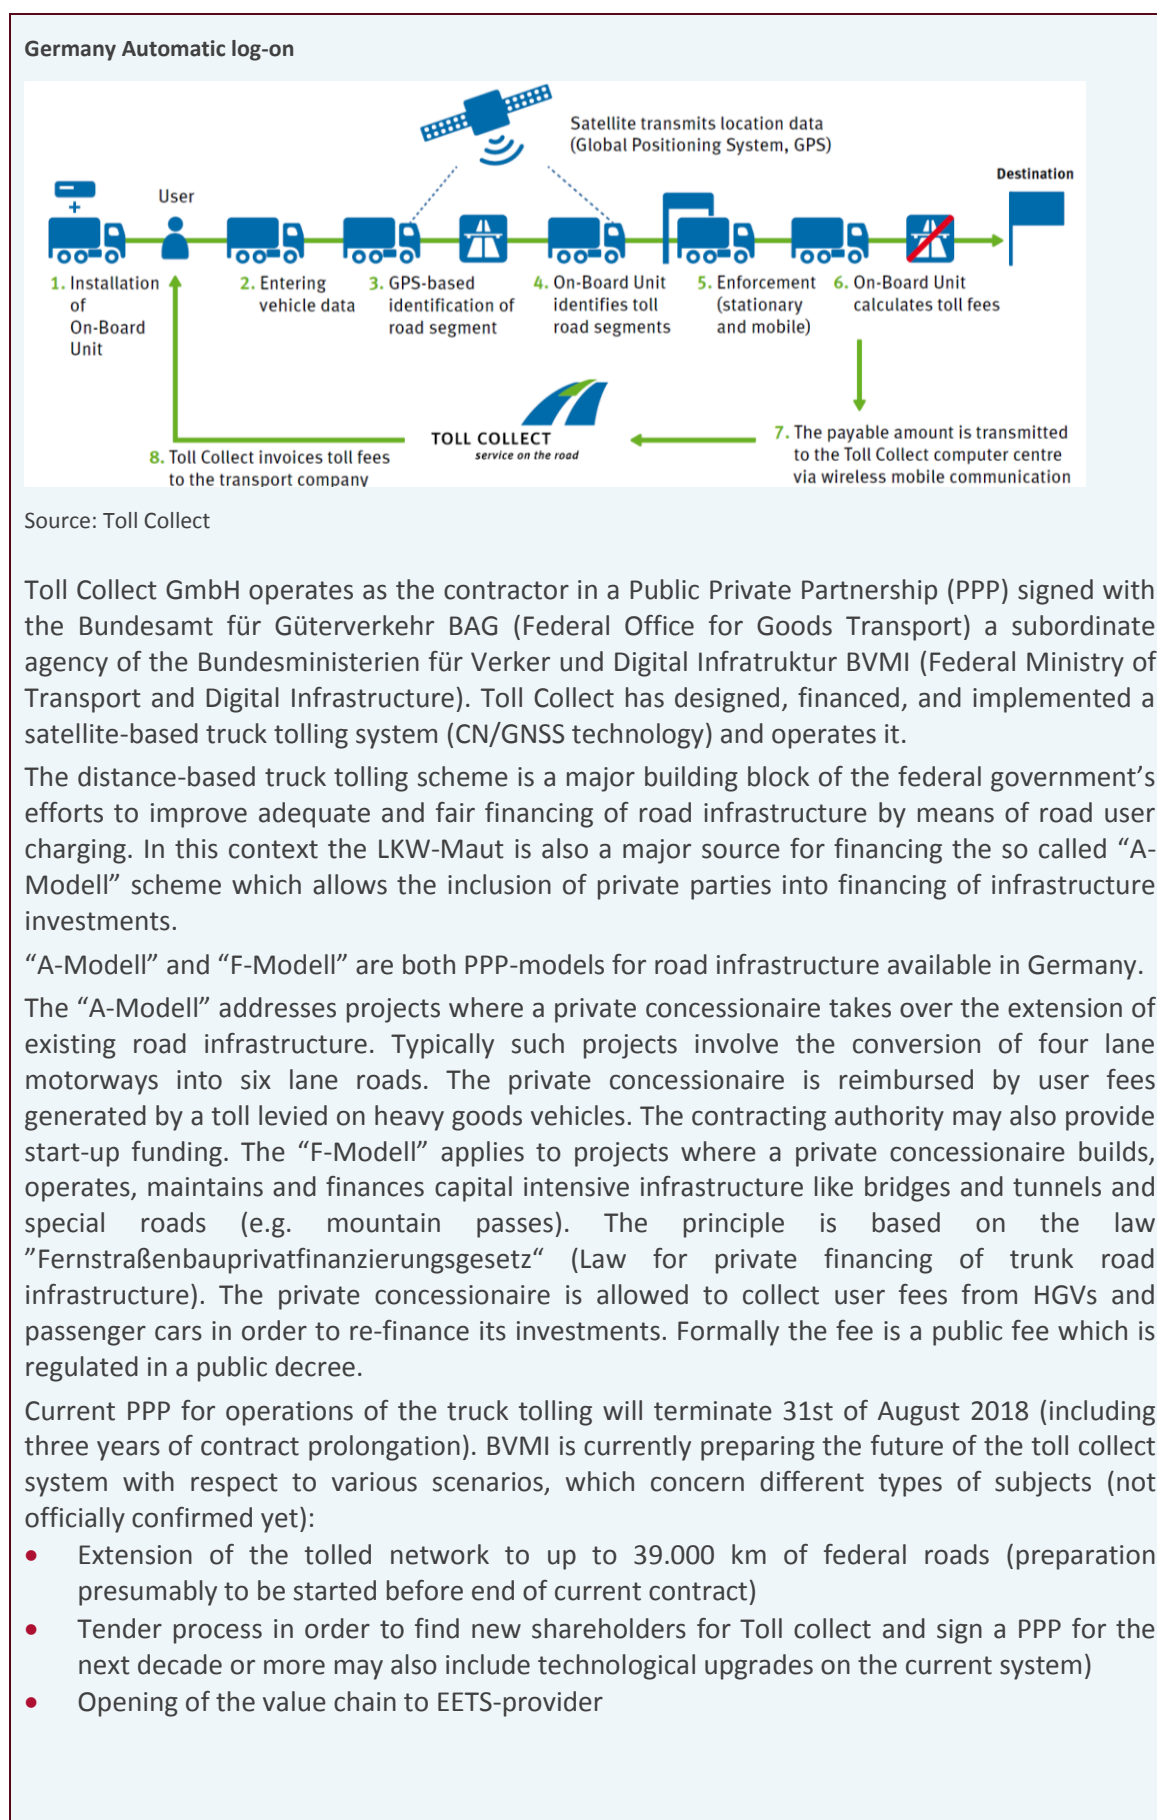 Germany Automatic log-on
Satellite transmits location data
(Global Positioning System, GPS)
Destination
User
+
1. Installation
of
On-Board
Unit
2. Entering
vehicle data
3. GPS-based
identification of
road segment
4. On-Board Unit
identifies toll
road segments
5. Enforcement
(stationary
and mobile)
6. On-Board Unit
calculates toll fees
7. The payable amount is transmitted
to the Toll Collect computer centre
via wireless mobile communication
TOLL COLLECT
service on the road
8. Toll Collect invoices toll fees
to the transport company
Source: Toll Collect
Toll Collect GmbH operates as the contractor in a Public Private Partnership (PPP) signed with
the Bundesamt für Güterverkehr BAG (Federal Office for Goods Transport) a subordinate
agency of the Bundesministerien für Verker und Digital Infratruktur BVMI (Federal Ministry of
Transport and Digital Infrastructure). Toll Collect has designed, financed, and implemented a
satellite-based truck tolling system (CN/GNSS technology) and operates it.
The distance-based truck tolling scheme is a major building block of the federal government’s
efforts to improve adequate and fair financing of road infrastructure by means of road user
charging. In this context the LKW-Maut is also a major source for financing the so called “A-
Modell” scheme which allows the inclusion of private parties into financing of infrastructure
investments.
“A-Modell” and “F-Modell” are both PPP-models for road infrastructure available in Germany.
The “A-Modell” addresses projects where a private concessionaire takes over the extension of
existing road infrastructure. Typically such projects involve the conversion of four lane
motorways into six lane roads. The private concessionaire is reimbursed by user fees
generated by a toll levied on heavy goods vehicles. The contracting authority may also provide
start-up funding. The “F-Modell” applies to projects where a private concessionaire builds,
operates, maintains and finances capital intensive infrastructure like bridges and tunnels and
special roads (e.g. mountain passes). The principle is based on the law
”Fernstraßenbauprivatfinanzierungsgesetz“ (Law for private financing of trunk road
infrastructure). The private concessionaire is allowed to collect user fees from HGVs and
passenger cars in order to re-finance its investments. Formally the fee is a public fee which is
regulated in a public decree.
Current PPP for operations of the truck tolling will terminate 31st of August 2018 (including
three years of contract prolongation). BVMI is currently preparing the future of the toll collect
system with respect to various scenarios, which concern different types of subjects (not
officially confirmed yet):
• Extension of the tolled network to up to 39.000 km of federal roads (preparation
presumably to be started before end of current contract)
• Tender process in order to find new shareholders for Toll collect and sign a PPP for the
next decade or more may also include technological upgrades on the current system)
• Opening of the value chain to EETS-provider